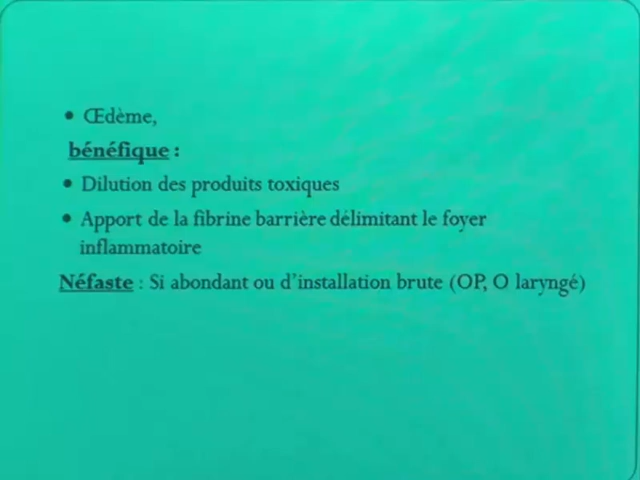 • Œdème,
bénéfique :
• Dilution des produits toxiques
• Apport de la fibrine barrière délimitant le foyer
inflammatoire
Néfaste : Si abondant ou d'installation brute (OP, O laryngé)